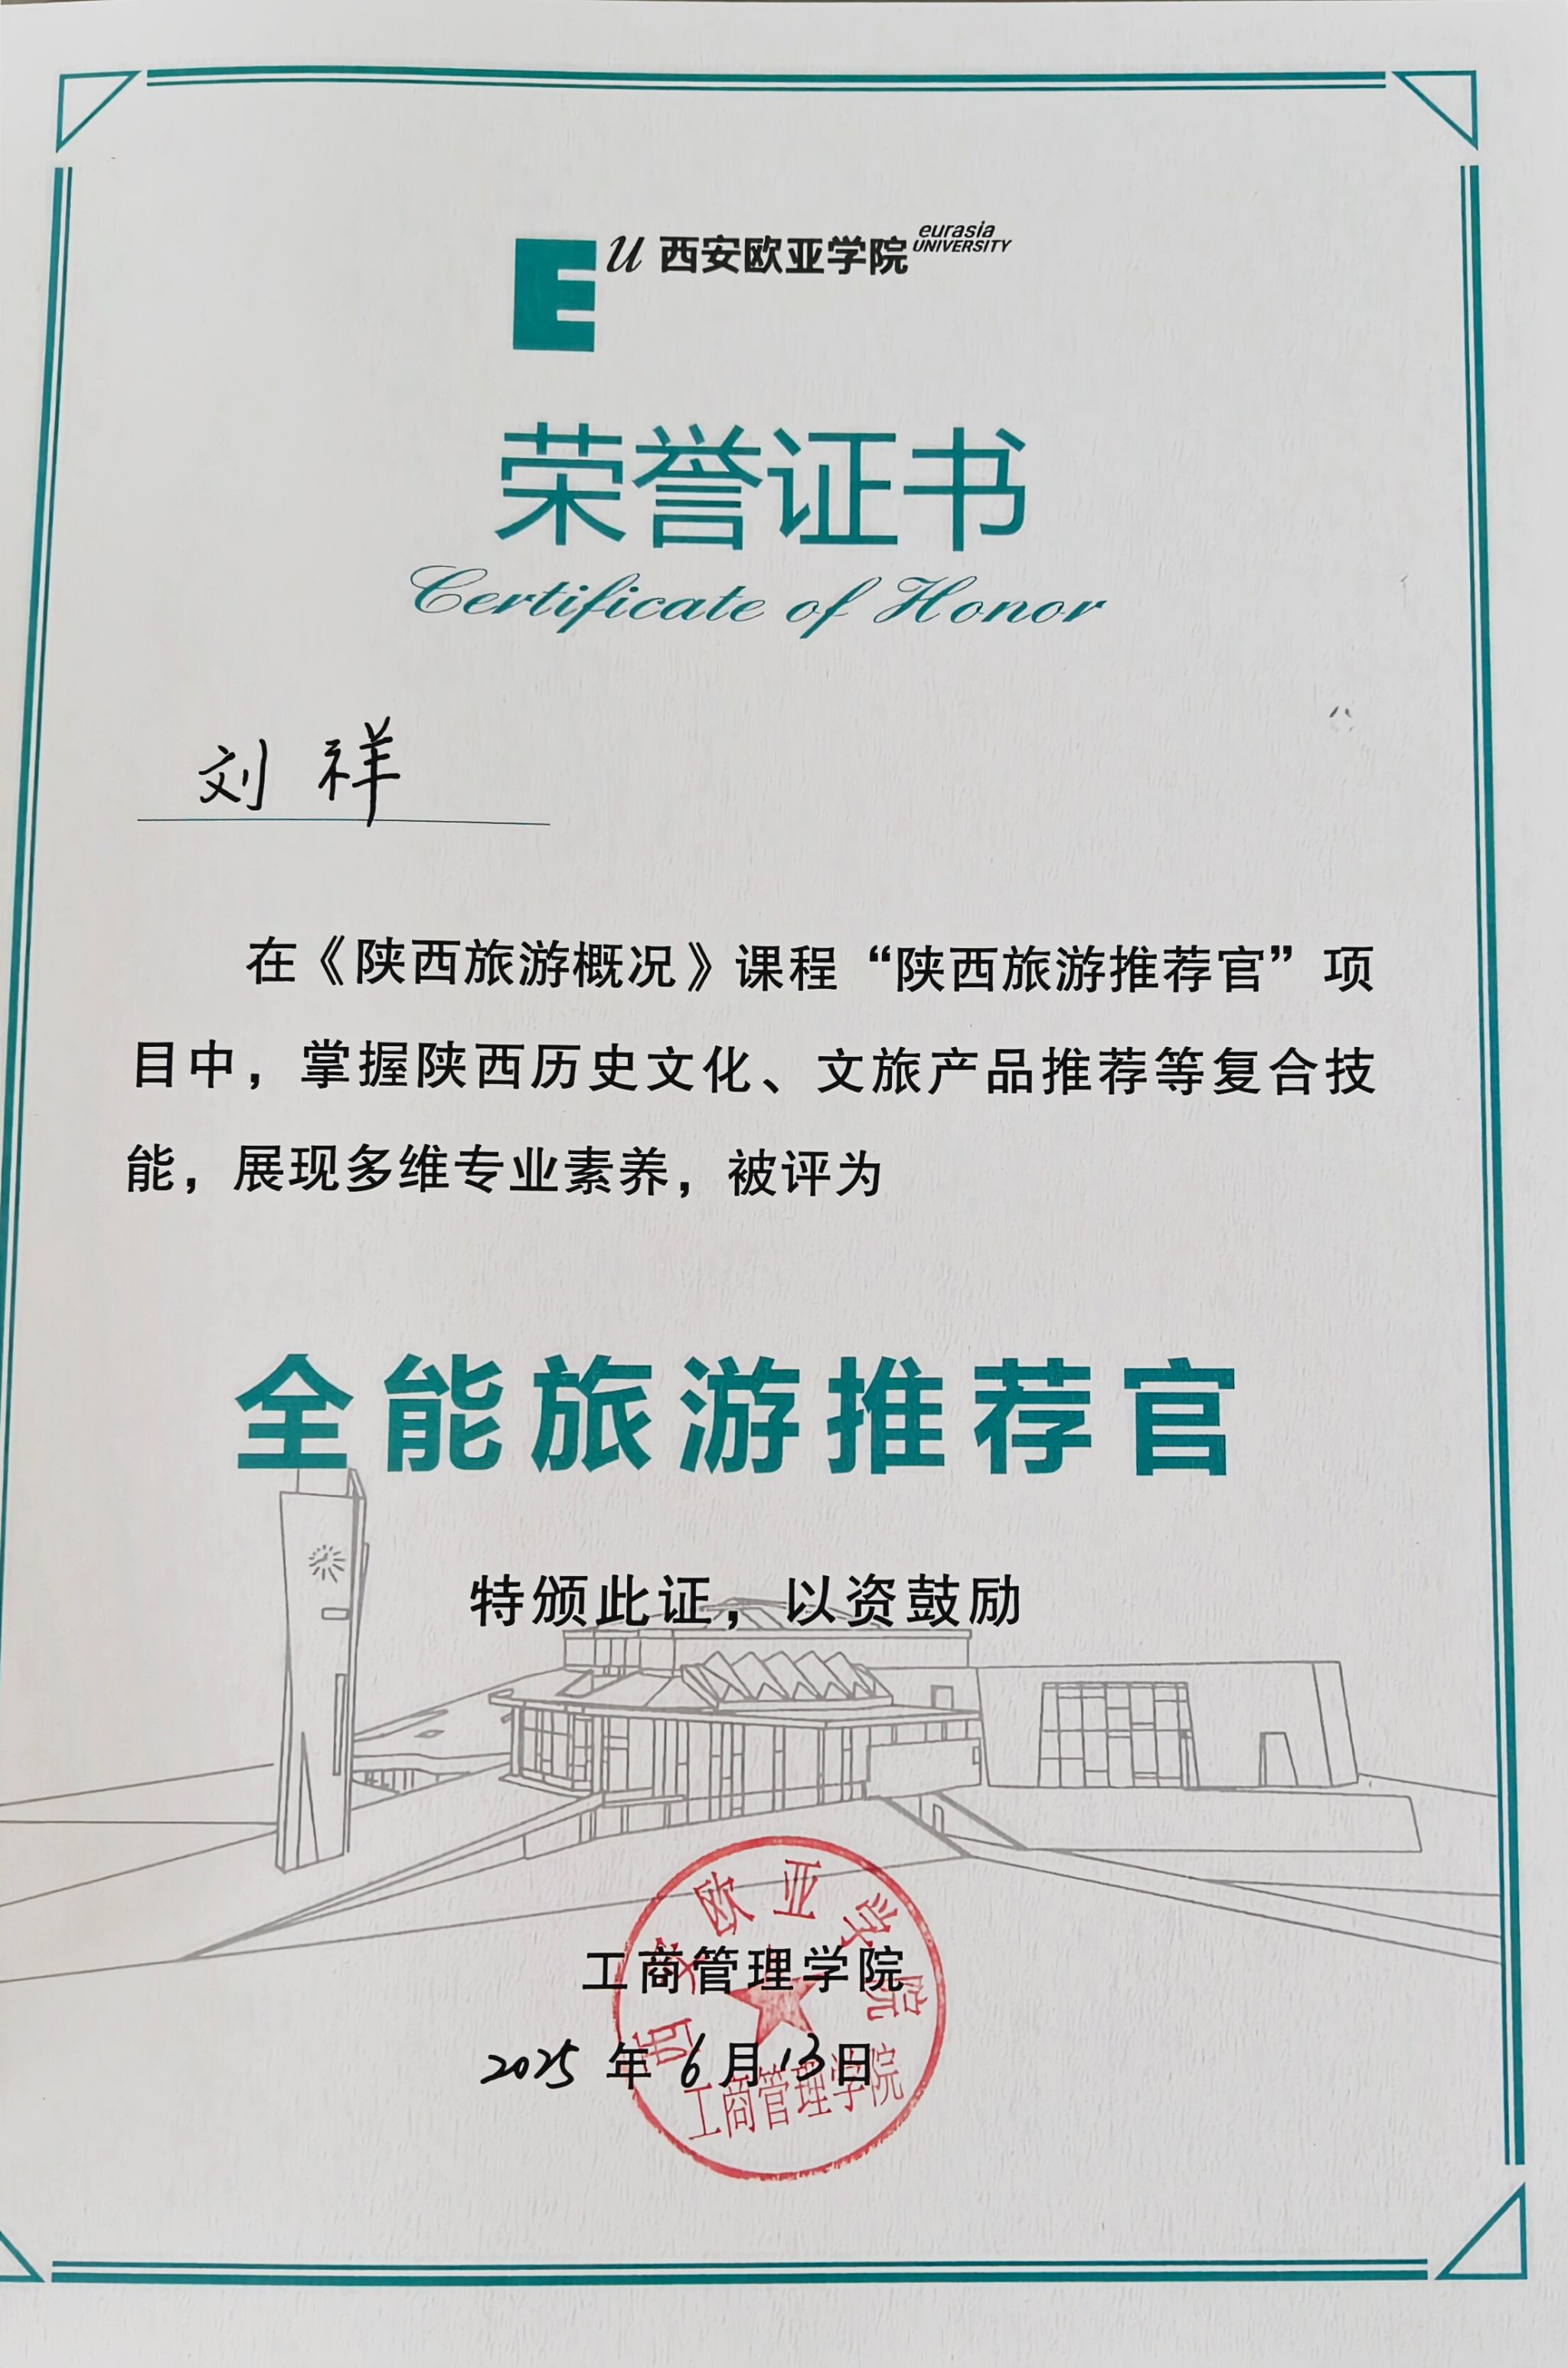 EU 西安欧亚学院 eurasia UNIVERSITY
荣誉证书
Certificate of Honor
刘祥
在《陕西旅游概况》课程“陕西旅游推荐官”项
目中，掌握陕西历史文化、文旅产品推荐等复合技
能，展现多维专业素养，被评为
全能旅游推荐官
特颁此证，以资鼓励
工商管理学院
2025年6月13日
西安欧亚学院
工商管理学院